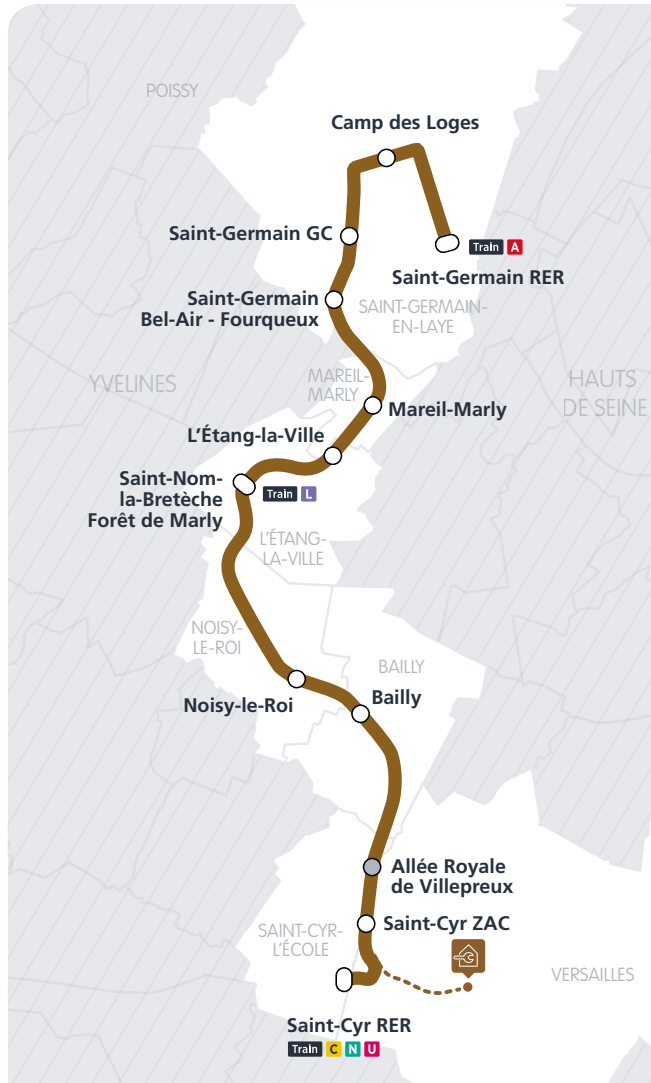 POISSY
Camp des Loges
Saint-Germain GC
Train A
Saint-Germain RER
Saint-Germain
Bel-Air - Fourqueux
SAINT-GERMAIN-
EN-LAYE
YVELINES
MAREIL-
MARLY
HAUTS
DE SEINE
Mareil-Marly
L’Étang-la-Ville
Saint-Nom-
la-Bretèche
Forêt de Marly
Train L
L’ÉTANG-
LA-VILLE
NOISY-
LE-ROI
BAILLY
Noisy-le-Roi
Bailly
Allée Royale
de Villepreux
Saint-Cyr ZAC
SAINT-CYR-
L’ÉCOLE
VERSAILLES
Saint-Cyr RER
Train C N U